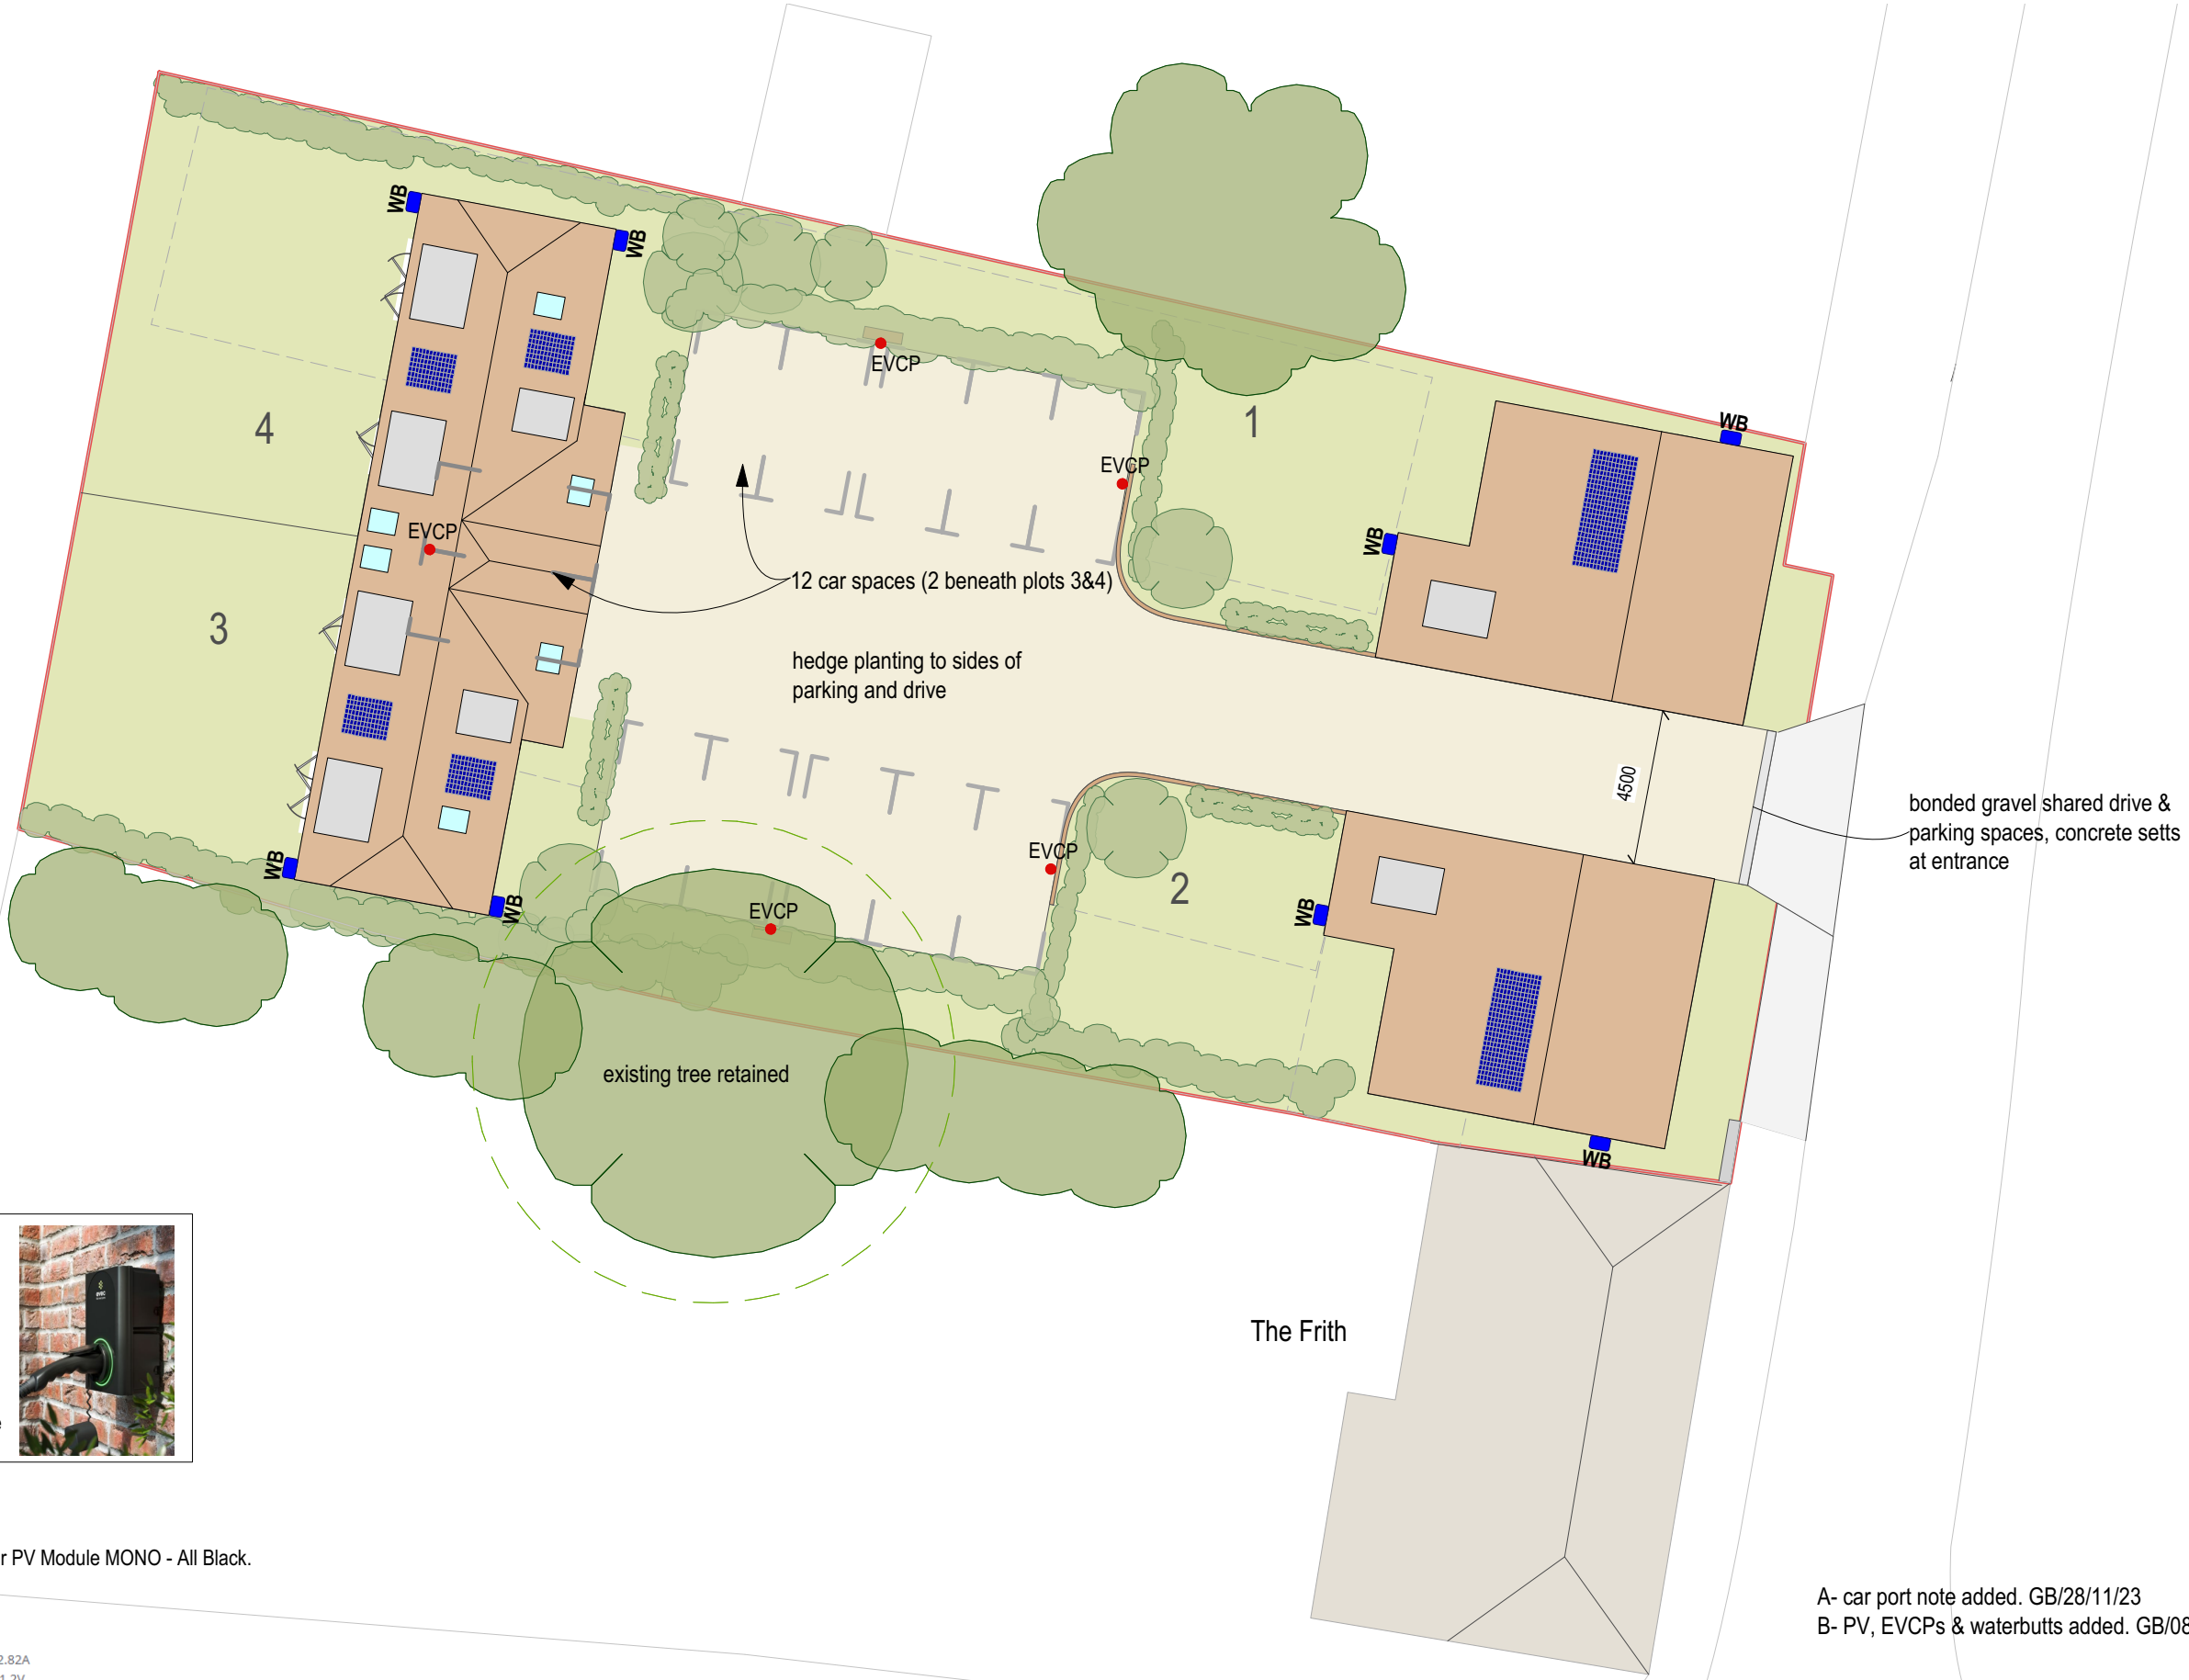 WB
WB
4
EVCP
1
WB
EVCP
WB
EVCP
12 car spaces (2 beneath plots 3&4)
3
hedge planting to sides of
parking and drive
4500
bonded gravel shared drive &
parking spaces, concrete setts
at entrance
WB
WB
EVCP
2
EVCP
WB
existing tree retained
WB
The Frith
evec
r PV Module MONO - All Black.
A- car port note added. GB/28/11/23
B- PV, EVCPs & waterbutts added. GB/08
2.82A